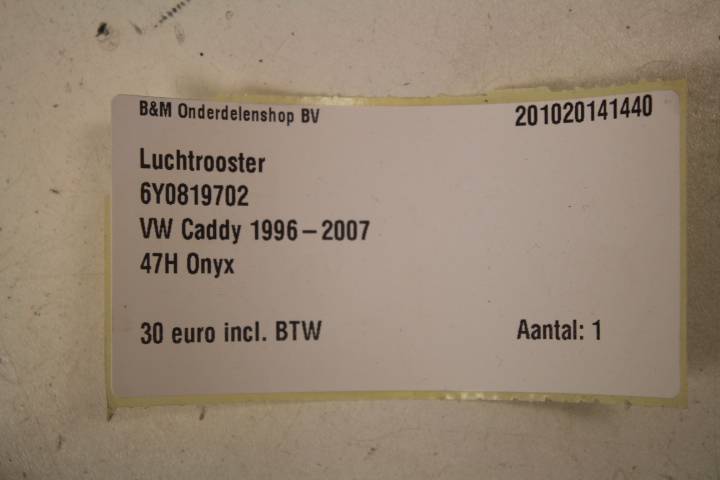 B&M Onderdelenshop BV 201020141440
Luchtrooster
6Y0819702
VW Caddy 1996-2007
47H Onyx
30 euro incl. BTW Aantal: 1